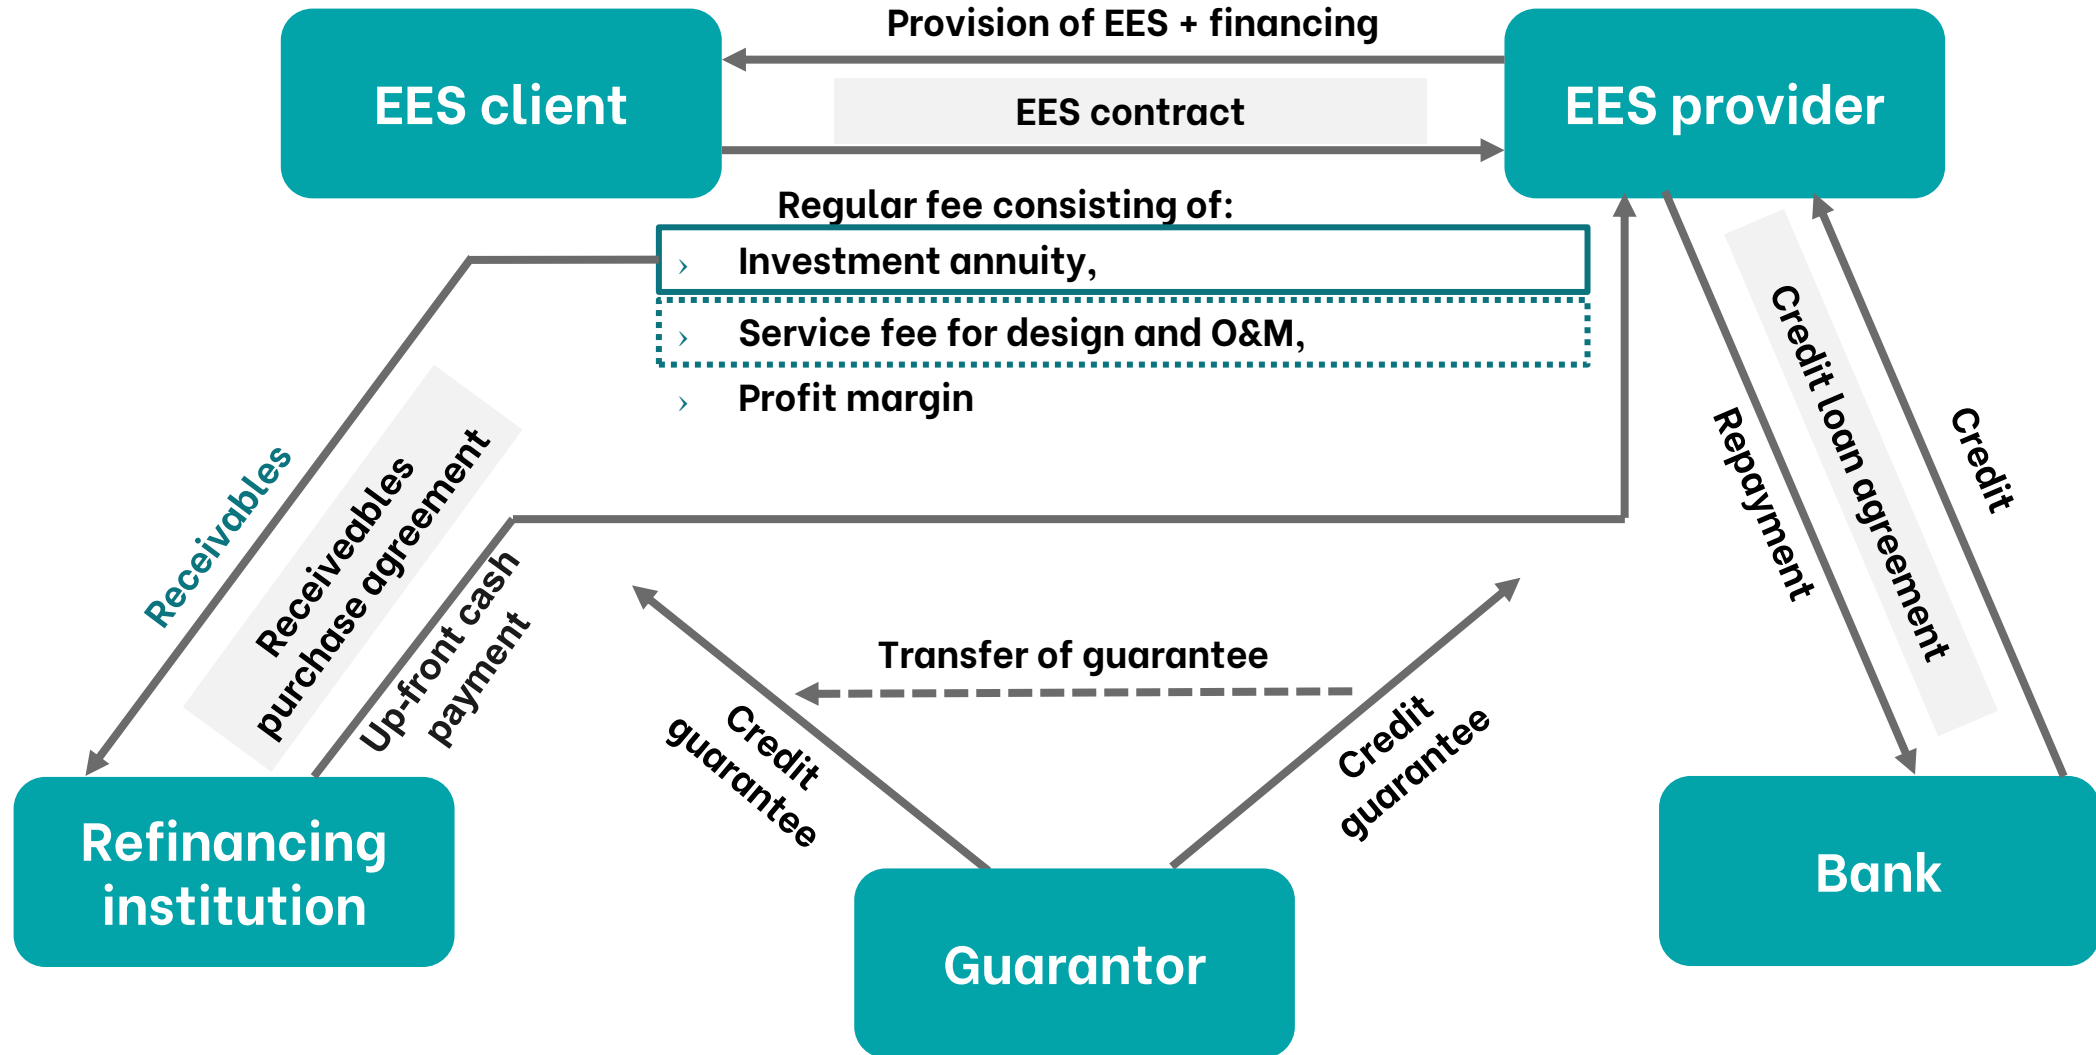 Provision of EES + financing
EES client
EES contract
EES provider
Regular fee consisting of:
› Investment annuity,
› Service fee for design and O&M,
› Profit margin
Receivables
Receiveables
purchase agreement
Up-front cash
payment
Transfer of guarantee
Credit
guarantee
Credit
guarantee
Repayment
Credit loan agreement
Credit
Refinancing
institution
Guarantor
Bank